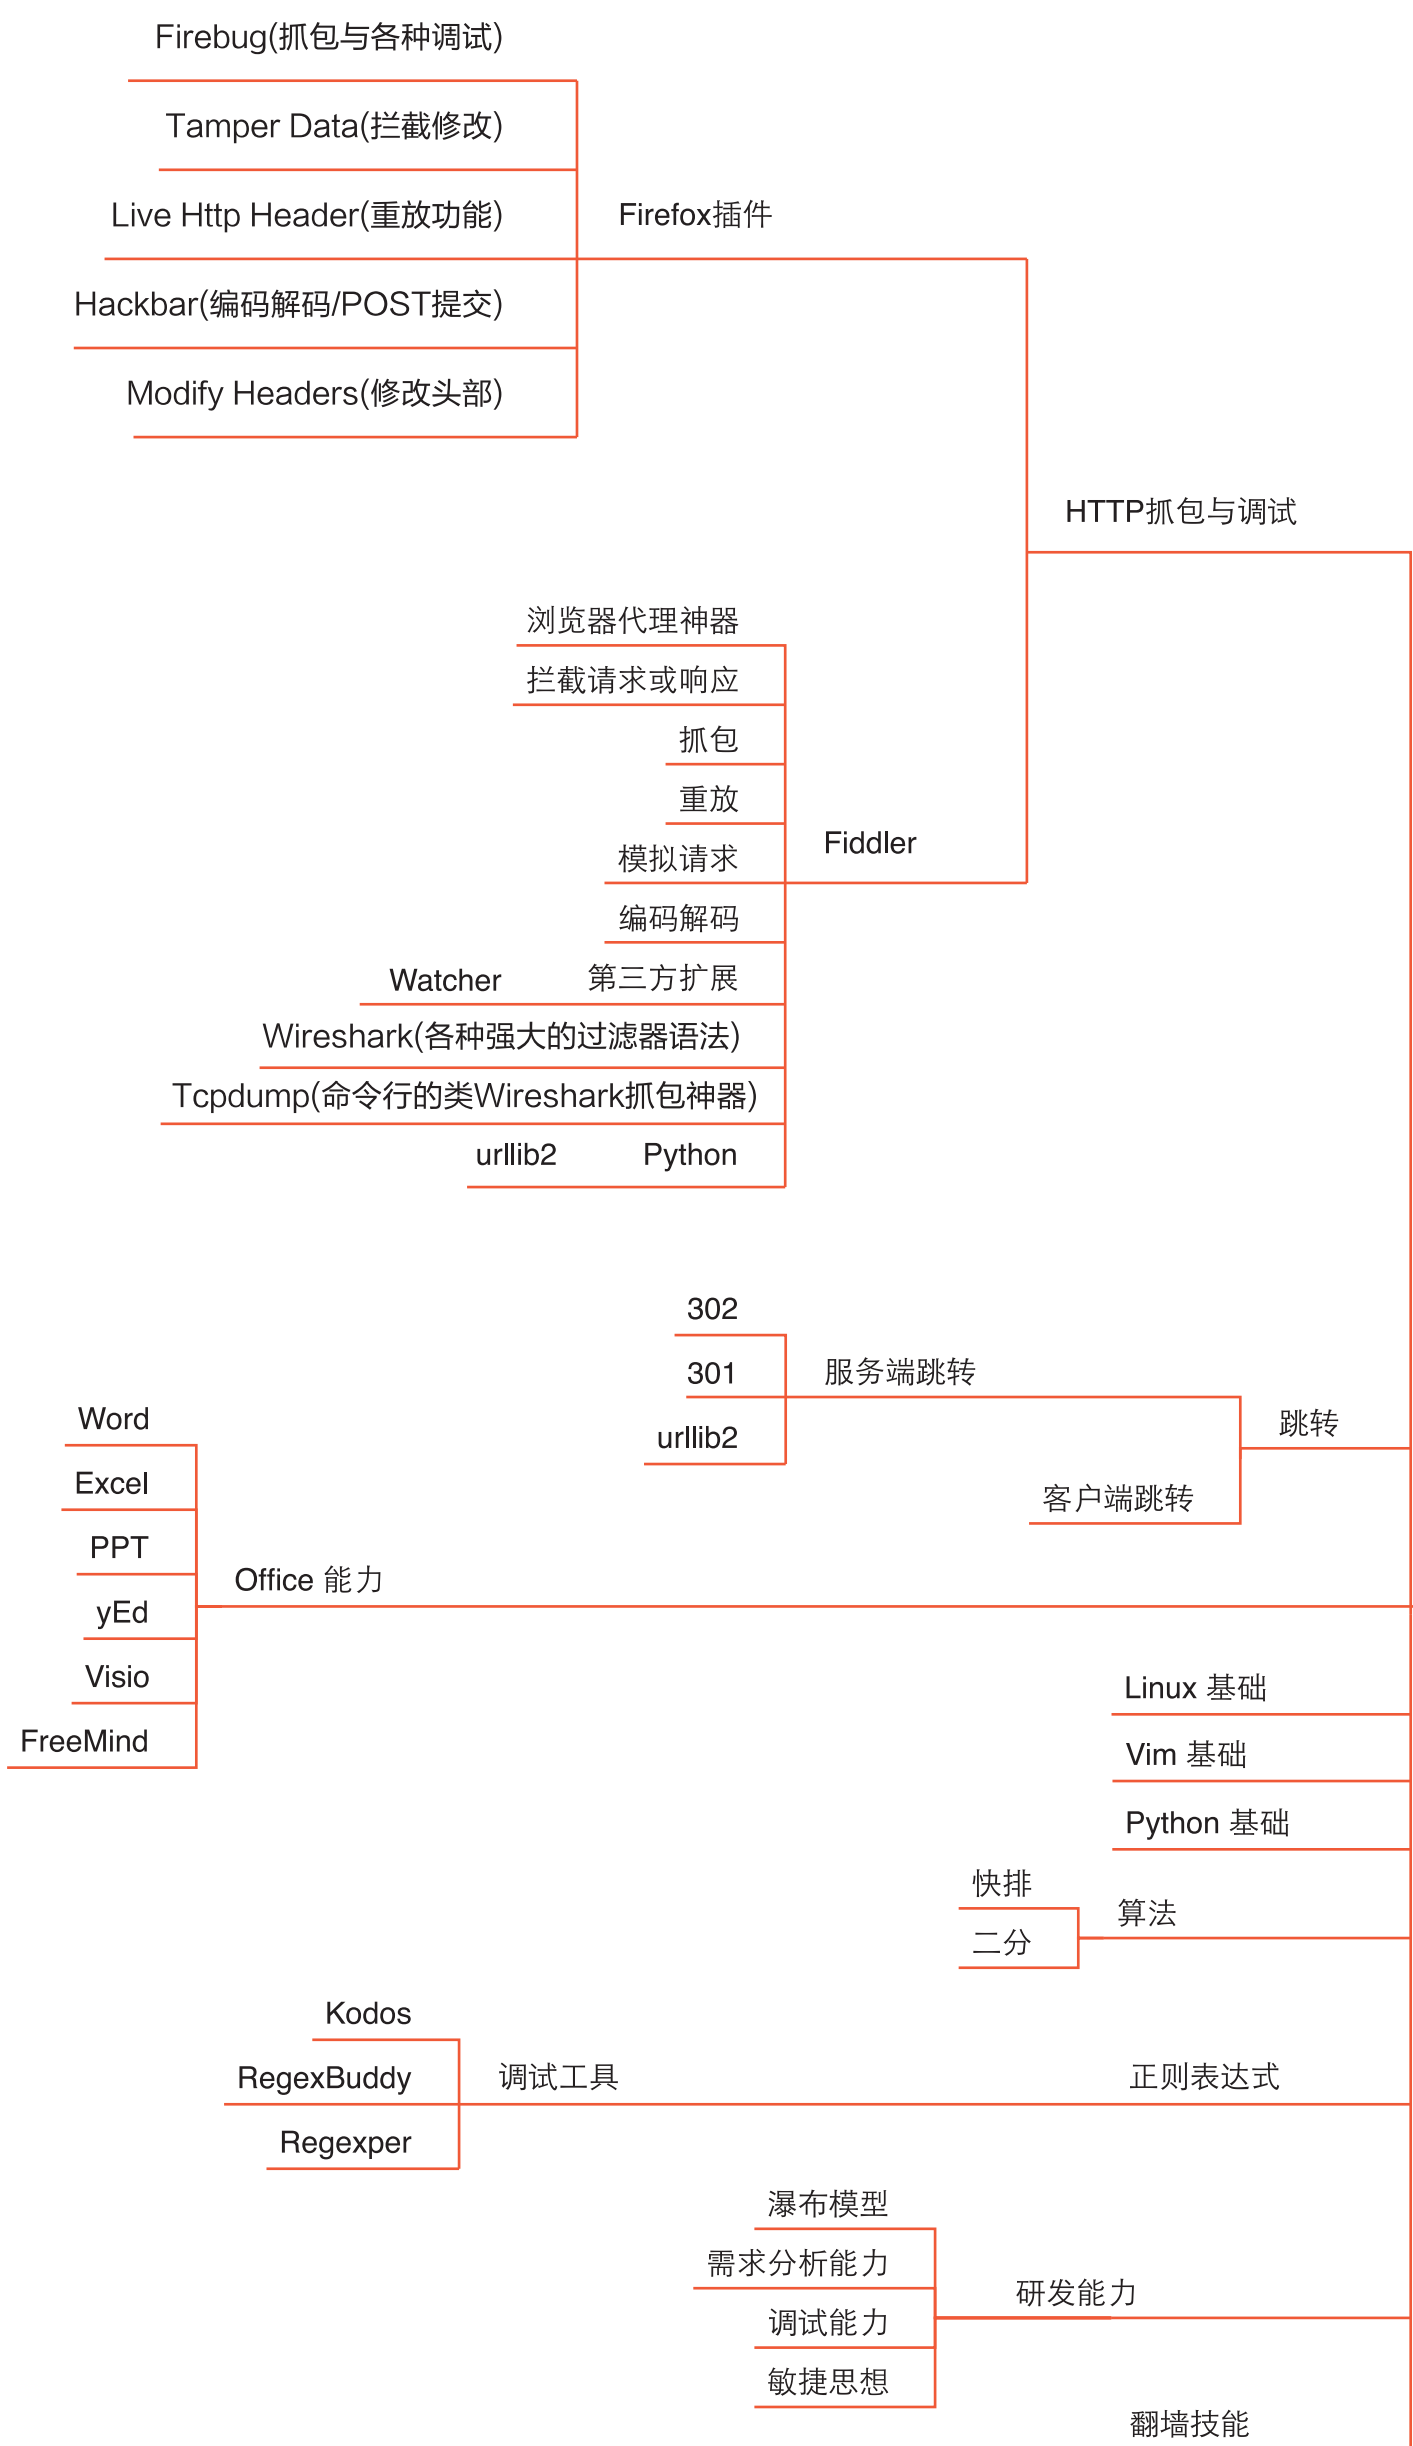 Firebug(抓包与各种调试)
Tamper Data(拦截修改)
Live Http Header(重放功能)
Firefox插件
Hackbar(编码解码/POST提交)
Modify Headers(修改头部)
HTTP抓包与调试
浏览器代理神器
拦截请求或响应
抓包
重放
模拟请求
Fiddler
编码解码
Watcher 第三方扩展
Wireshark(各种强大的过滤器语法)
Tcpdump(命令行的类Wireshark抓包神器)
urllib2 Python
302
301
服务端跳转
urllib2
跳转
客户端跳转
Word
Excel
PPT
Office 能力
yEd
Visio
FreeMind
Linux 基础
Vim 基础
Python 基础
快排
算法
二分
Kodos
RegexBuddy
调试工具
正则表达式
Regexper
瀑布模型
需求分析能力
研发能力
调试能力
敏捷思想
翻墙技能